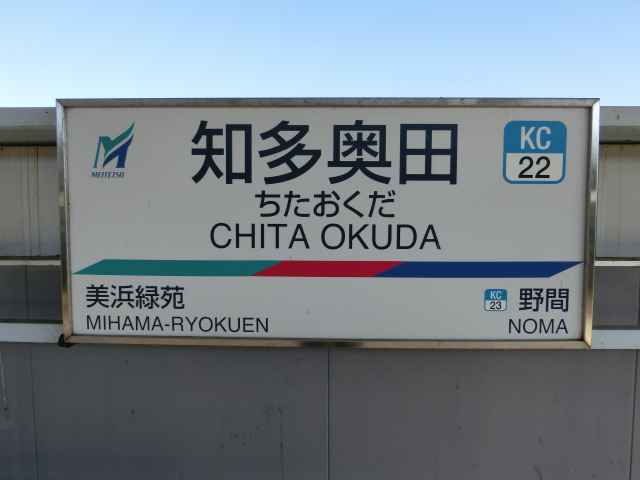 MEITETSU
知多奥田
KC
22
ちたおくだ
CHITA OKUDA
美浜緑苑
MIHAMA-RYOKUEN
KC
23
野間
NOMA